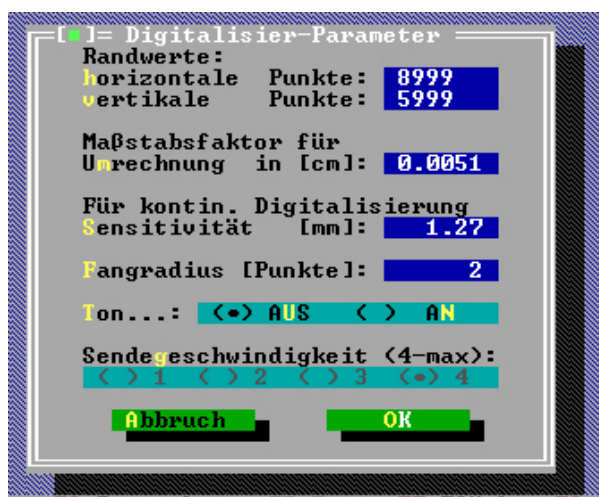 [■]= Digitalisier-Parameter
Randwerte:
horizontale Punkte: 8999
vertikale Punkte: 5999
Maßstabsfaktor für
Umrechnung in [cm]: 0.0051
Für kontin. Digitalisierung
Sensitivität [mm]: 1.27
Fangradius [Punkte]: 2
Ton...: (•) AUS ( ) AN
Sendegeschwindigkeit (4-max):
( ) 1 ( ) 2 ( ) 3 (•) 4
Abbruch OK